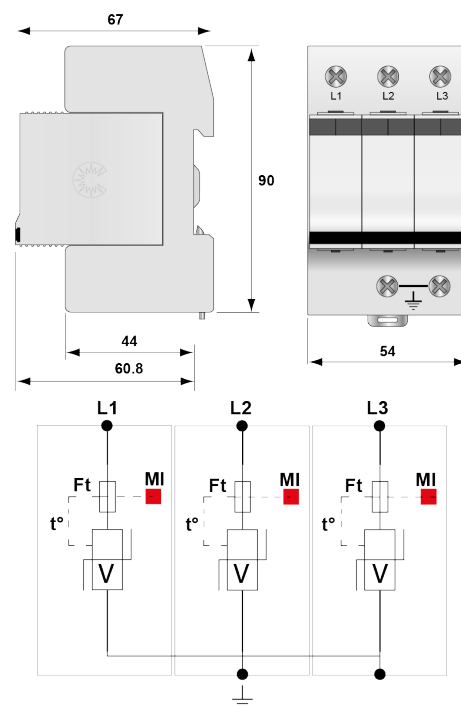 67
L1 L2 L3
90
44
60.8
54
L1 L2 L3
Ft MI Ft MI Ft MI
t° t° t°
V V V